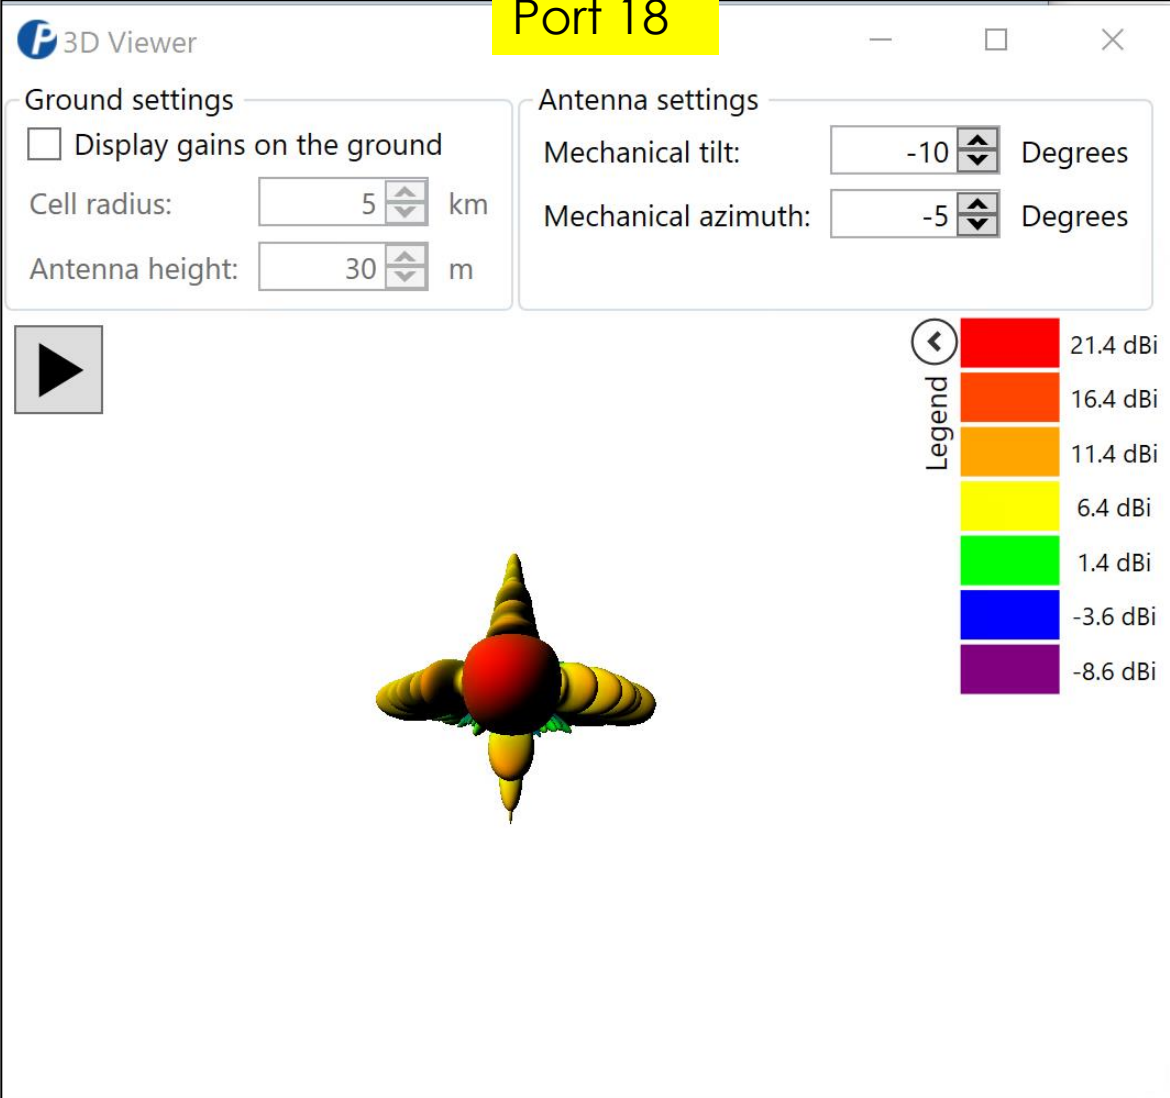 Port 18
3D Viewer
Ground settings
Display gains on the ground
Cell radius: 5 km
Antenna height: 30 m
Antenna settings
Mechanical tilt: -10 Degrees
Mechanical azimuth: -5 Degrees
Legend
21.4 dBi
16.4 dBi
11.4 dBi
6.4 dBi
1.4 dBi
-3.6 dBi
-8.6 dBi